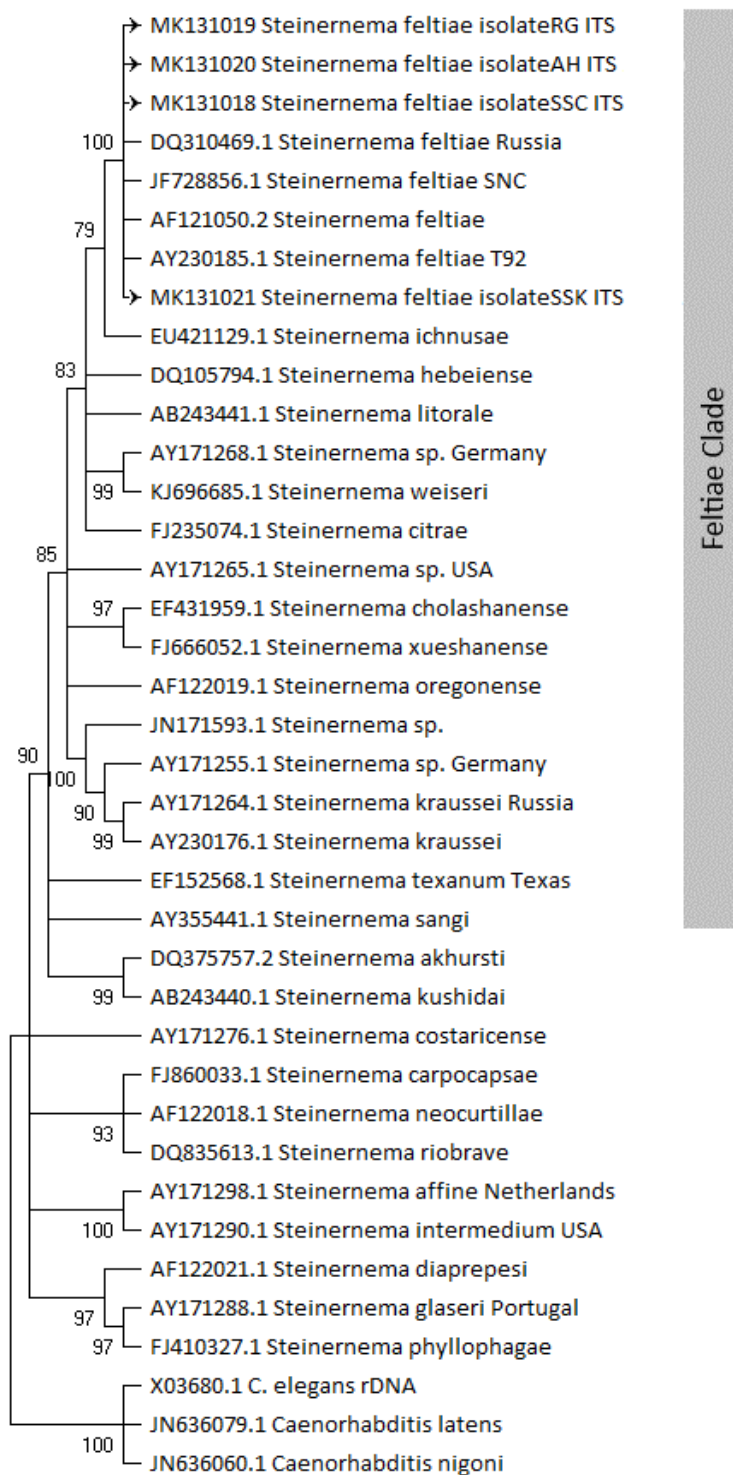 MK131019 Steinernema feltiae isolateRG ITS
MK131020 Steinernema feltiae isolateAH ITS
MK131018 Steinernema feltiae isolateSSC ITS
100
DQ310469.1 Steinernema feltiae Russia
JF728856.1 Steinernema feltiae SNC
AF121050.2 Steinernema feltiae
79
AY230185.1 Steinernema feltiae T92
MK131021 Steinernema feltiae isolateSSK ITS
EU421129.1 Steinernema ichnusae
83
DQ105794.1 Steinernema hebeiense
AB243441.1 Steinernema litorale
AY171268.1 Steinernema sp. Germany
99
KJ696685.1 Steinernema weiseri
FJ235074.1 Steinernema citrae
85
AY171265.1 Steinernema sp. USA
97
EF431959.1 Steinernema cholashanense
FJ666052.1 Steinernema xueshanense
AF122019.1 Steinernema oregonense
JN171593.1 Steinernema sp.
90
100
AY171255.1 Steinernema sp. Germany
90
AY171264.1 Steinernema kraussei Russia
99
AY230176.1 Steinernema kraussei
EF152568.1 Steinernema texanum Texas
AY355441.1 Steinernema sangi
Feltiae Clade
DQ375757.2 Steinernema akhursti
99
AB243440.1 Steinernema kushidai
AY171276.1 Steinernema costaricense
FJ860033.1 Steinernema carpocapsae
AF122018.1 Steinernema neocurtillae
93
DQ835613.1 Steinernema riobrave
AY171298.1 Steinernema affine Netherlands
100
AY171290.1 Steinernema intermedium USA
AF122021.1 Steinernema diaprepesi
97
AY171288.1 Steinernema glaseri Portugal
97
FJ410327.1 Steinernema phyllophagae
X03680.1 C. elegans rDNA
JN636079.1 Caenorhabditis latens
100
JN636060.1 Caenorhabditis nigoni